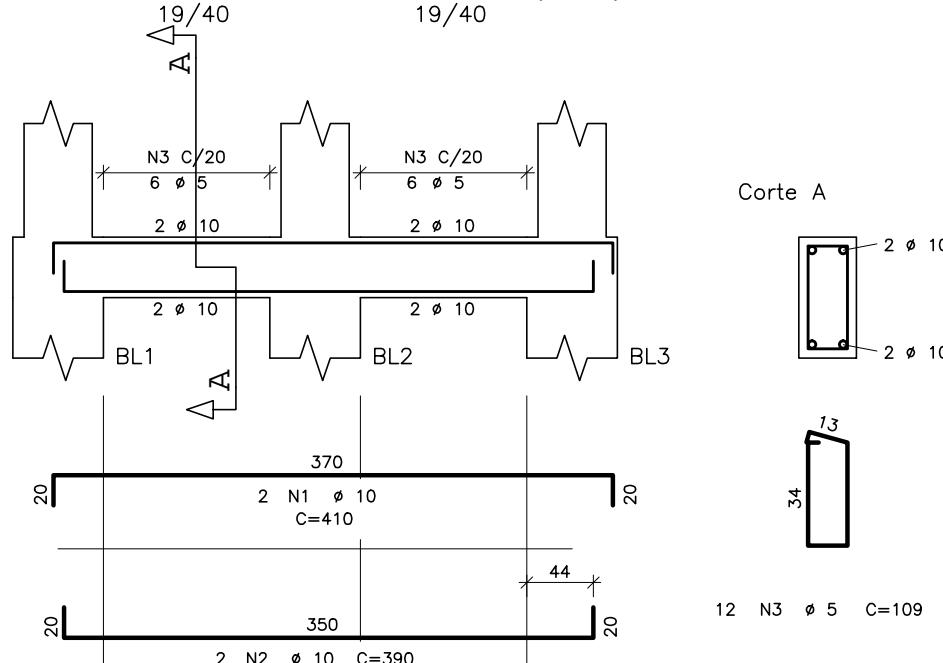 19/40
19/40
A
N3 C/20
6 ø 5
N3 C/20
6 ø 5
Corte A
2 ø 10
2 ø 10
2 ø 10
2 ø 10
2 ø 10
BL1
BL2
BL3
2 ø 10
A
13
34
370
20
20
2 N1 ø 10
C=410
44
12 N3 ø 5 C=109
350
20
20
2 N2 ø 10 C=390